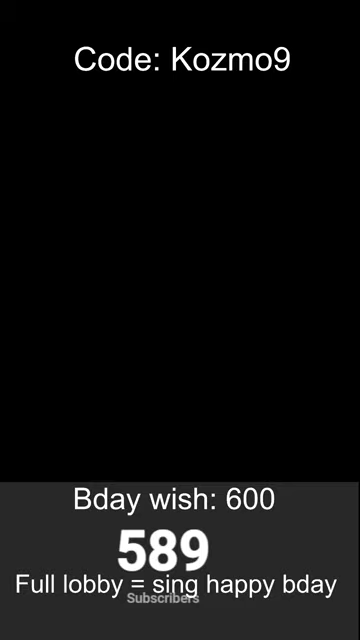 Code: Kozmo9
Bday wish: 600
589
Full lobby = sing happy bday
Subscribers